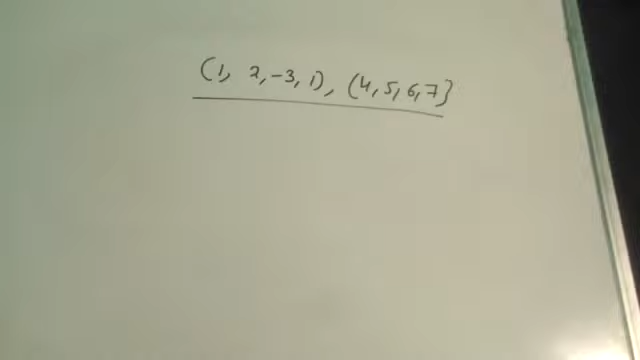 (1, 2, -3, 1), (4, 5, 6, 7}